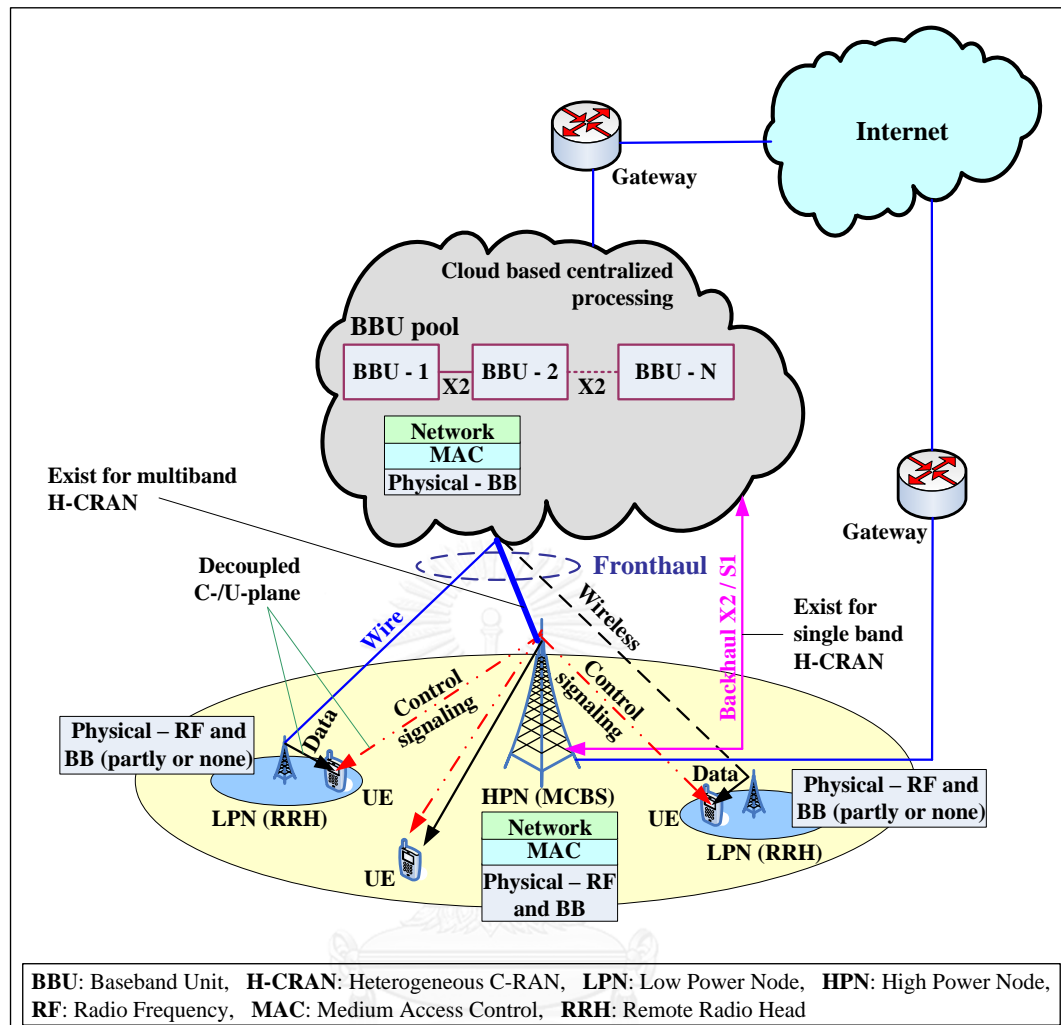 Internet
Gateway
Cloud based centralized
processing
BBU pool
BBU - 1
X2
BBU - 2
X2
BBU - N
Network
MAC
Physical - BB
Exist for multiband
H-CRAN
Gateway
Decoupled
C-/U-plane
Fronthaul
Wire
Wireless
Backhaul X2 / S1
Exist for
single band
H-CRAN
Control
signaling
Control
signaling
Physical – RF and
BB (partly or none)
Data
UE
LPN (RRH)
HPN (MCBS)
Data
UE
Physical – RF and
BB (partly or none)
LPN (RRH)
UE
Network
MAC
Physical – RF
and BB
BBU: Baseband Unit, H-CRAN: Heterogeneous C-RAN, LPN: Low Power Node, HPN: High Power Node,
RF: Radio Frequency, MAC: Medium Access Control, RRH: Remote Radio Head